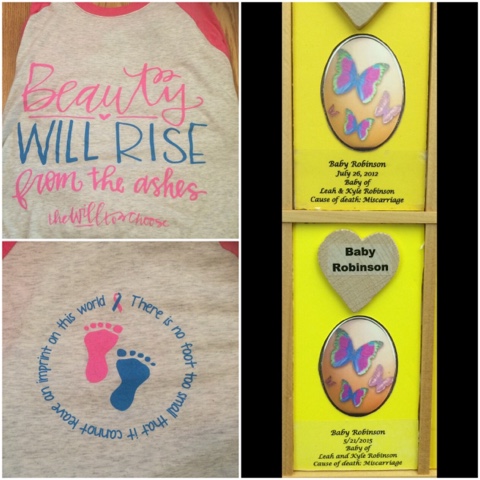 Beauty
WILL RISE
from the ashes
thewilltochoose
There is no foot too small that it cannot leave an imprint on this world
Baby Robinson
July 26, 2012
Baby of
Leah & Kyle Robinson
Cause of death: Miscarriage
Baby
Robinson
Baby Robinson
5/21/2013
Baby of
Leah and Kyle Robinson
Cause of death: Miscarriage